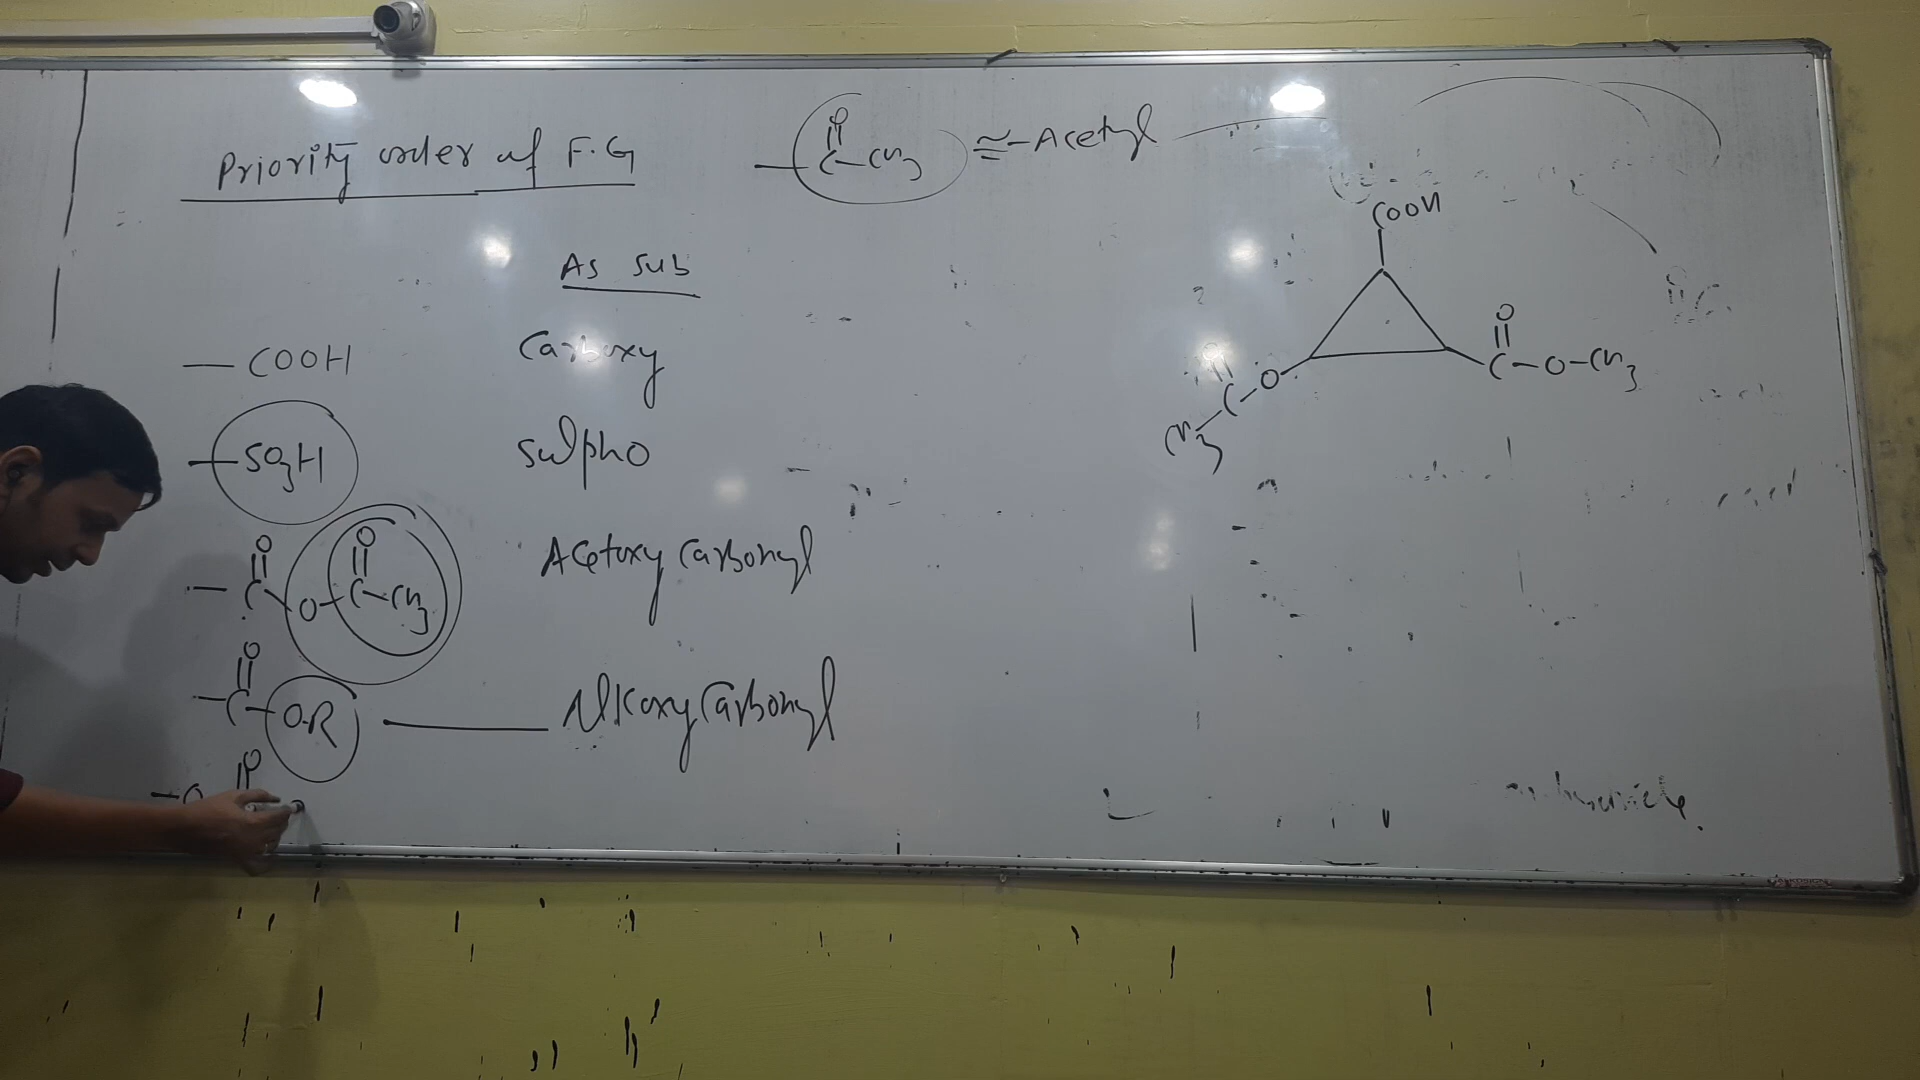 Priority order of F.G
O
— C–CH3 ≅ –Acetyl
As sub
— COOH Carboxy
— SO3H Sulpho
O O
— C O – C–CH3 Acetoxy Carbonyl
O
— C O–R — Alkoxy Carbonyl
O
— O
COOH
O
C–O–CH3
O
C
CH3